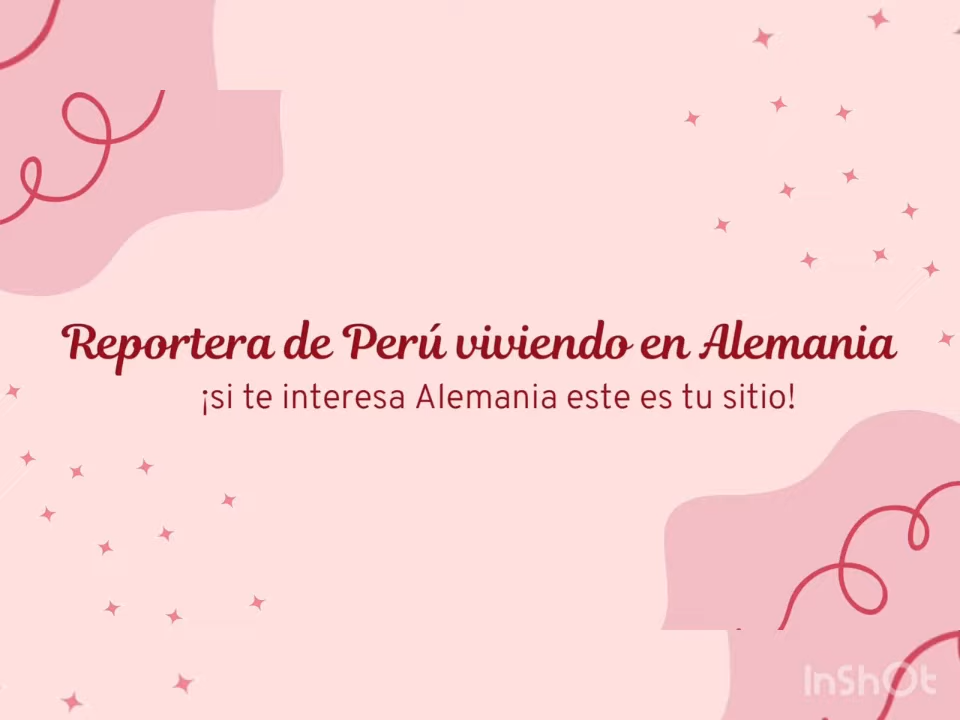 Reportera de Perú viviendo en Alemania
¡si te interesa Alemania este es tu sitio!
InShOt